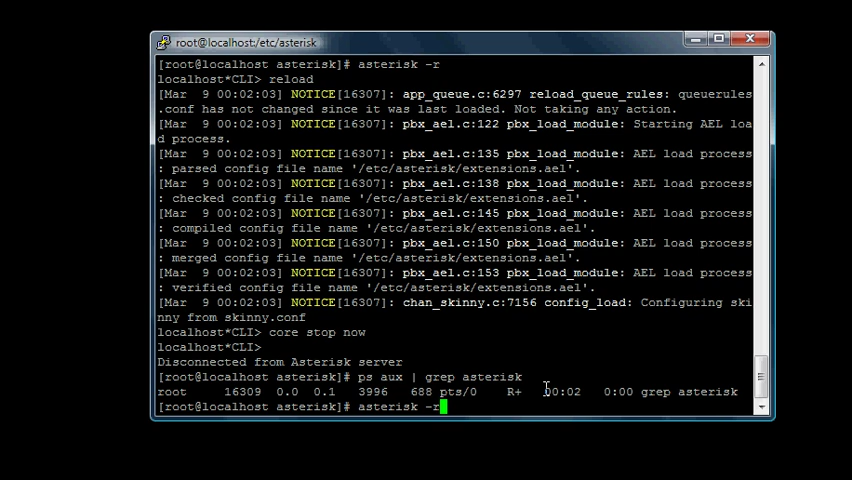 root@localhost:/etc/asterisk
[root@localhost asterisk]# asterisk -r
localhost*CLI> reload
[Mar  9 00:02:03] NOTICE[16307]: app_queue.c:6297 reload_queue_rules: queuerules
.conf has not changed since it was last loaded. Not taking any action.
[Mar  9 00:02:03] NOTICE[16307]: pbx_ael.c:122 pbx_load_module: Starting AEL loa
d process.
[Mar  9 00:02:03] NOTICE[16307]: pbx_ael.c:135 pbx_load_module: AEL load process
: parsed config file name '/etc/asterisk/extensions.ael'.
[Mar  9 00:02:03] NOTICE[16307]: pbx_ael.c:138 pbx_load_module: AEL load process
: checked config file name '/etc/asterisk/extensions.ael'.
[Mar  9 00:02:03] NOTICE[16307]: pbx_ael.c:145 pbx_load_module: AEL load process
: compiled config file name '/etc/asterisk/extensions.ael'.
[Mar  9 00:02:03] NOTICE[16307]: pbx_ael.c:150 pbx_load_module: AEL load process
: merged config file name '/etc/asterisk/extensions.ael'.
[Mar  9 00:02:03] NOTICE[16307]: pbx_ael.c:153 pbx_load_module: AEL load process
: verified config file name '/etc/asterisk/extensions.ael'.
[Mar  9 00:02:03] NOTICE[16307]: chan_skinny.c:7156 config_load: Configuring ski
nny from skinny.conf
localhost*CLI> core stop now
localhost*CLI>
Disconnected from Asterisk server
[root@localhost asterisk]# ps aux | grep asterisk
root     16309  0.0  0.1   3996   688 pts/0    R+   00:02   0:00 grep asterisk
[root@localhost asterisk]# asterisk -r